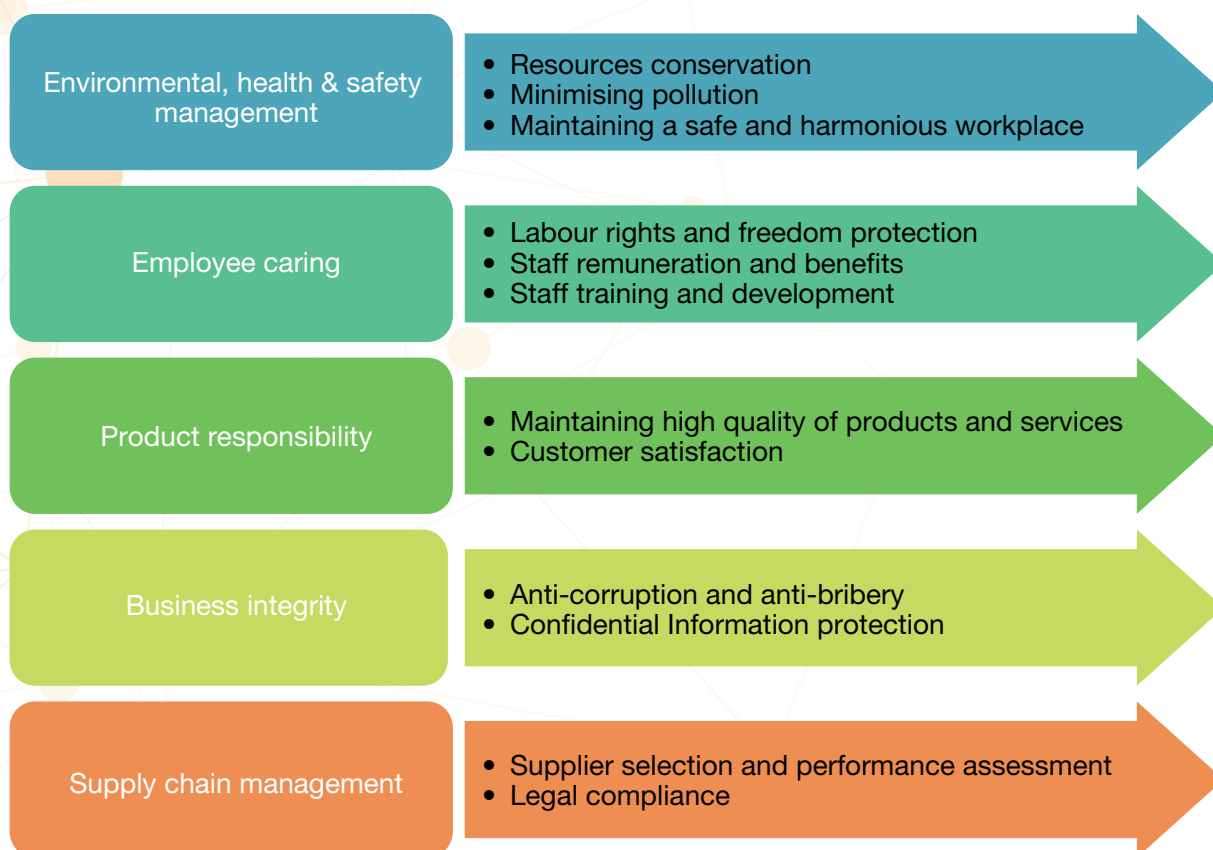 Environmental, health & safety
management
• Resources conservation
• Minimising pollution
• Maintaining a safe and harmonious workplace
Employee caring
• Labour rights and freedom protection
• Staff remuneration and benefits
• Staff training and development
Product responsibility
• Maintaining high quality of products and services
• Customer satisfaction
Business integrity
• Anti-corruption and anti-bribery
• Confidential Information protection
Supply chain management
• Supplier selection and performance assessment
• Legal compliance